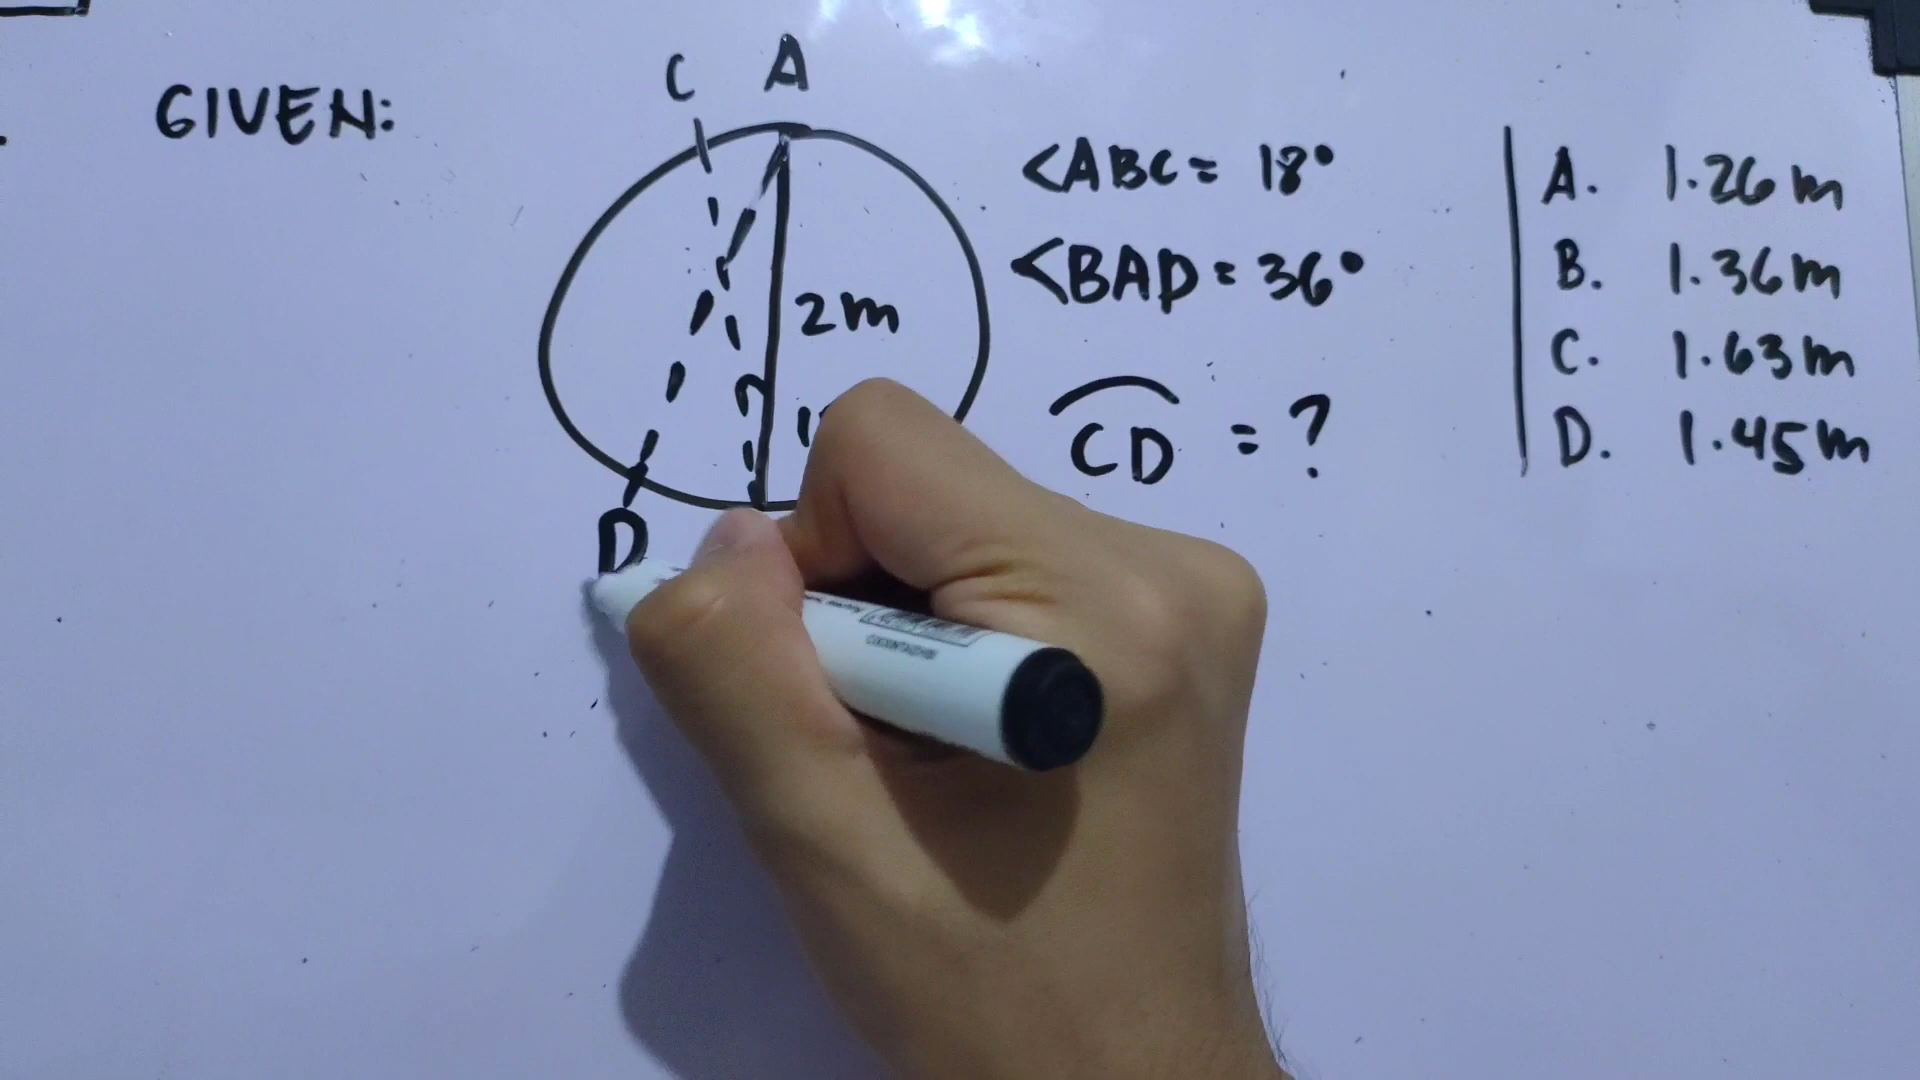 GIVEN:
C A
2m
D
<ABC = 18°
<BAD = 36°
CD = ?
A. 1.26m
B. 1.36m
C. 1.63m
D. 1.45m